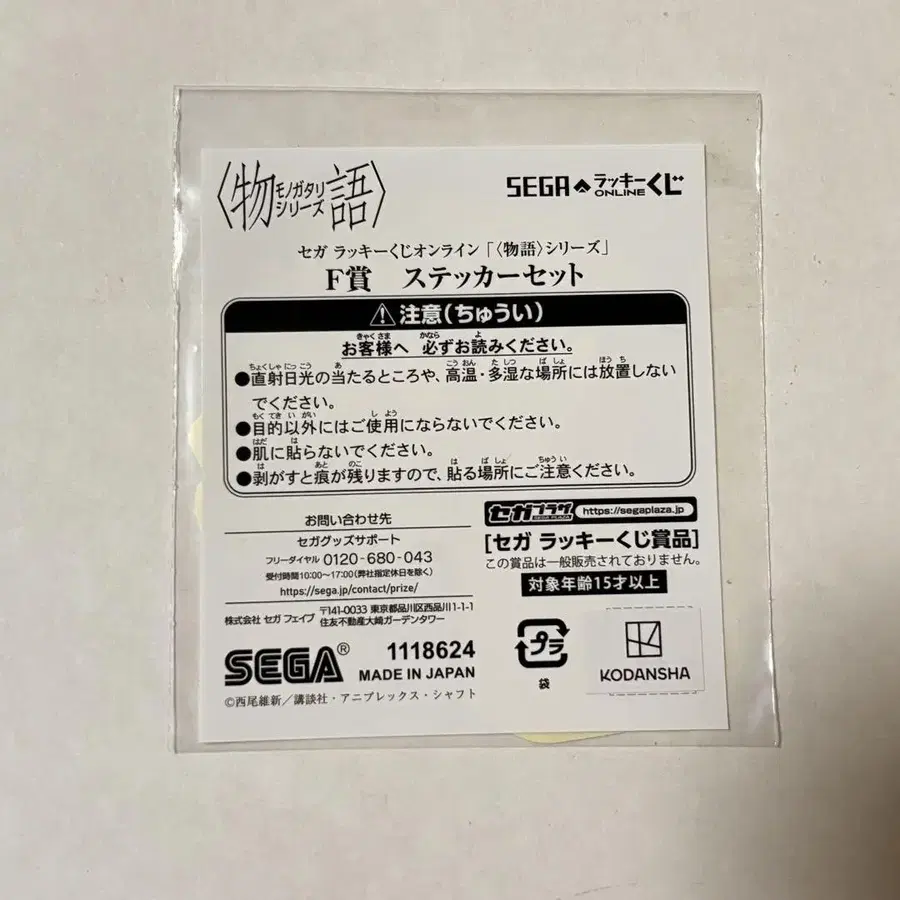 〈物語〉
モノガタリ
シリーズ
SEGA ラッキーくじ
ONLINE
セガ ラッキーくじオンライン「〈物語〉シリーズ」
F賞 ステッカーセット
注意(ちゅうい)
お客様へ 必ずお読みください。
●直射日光の当たるところや、高温・多湿な場所には放置しない
でください。
●目的以外にはご使用にならないでください。
●肌に貼らないでください。
●剥がすと痕が残りますので、貼る場所にご注意ください。
お問い合わせ先
セガグッズサポート
フリーダイヤル 0120-680-043
受付時間10:00~17:00(弊社指定休日を除く)
https://sega.jp/contact/prize/
株式会社 セガ フェイブ 〒141-0033 東京都品川区西品川1-1-1
住友不動産大崎ガーデンタワー
SEGA® 1118624
MADE IN JAPAN
©西尾維新/講談社・アニプレックス・シャフト
セガプラザ https://segaplaza.jp
SEGA PLAZA
[セガ ラッキーくじ賞品]
この賞品は一般販売されておりません。
対象年齢15才以上
プラ
袋
KODANSHA